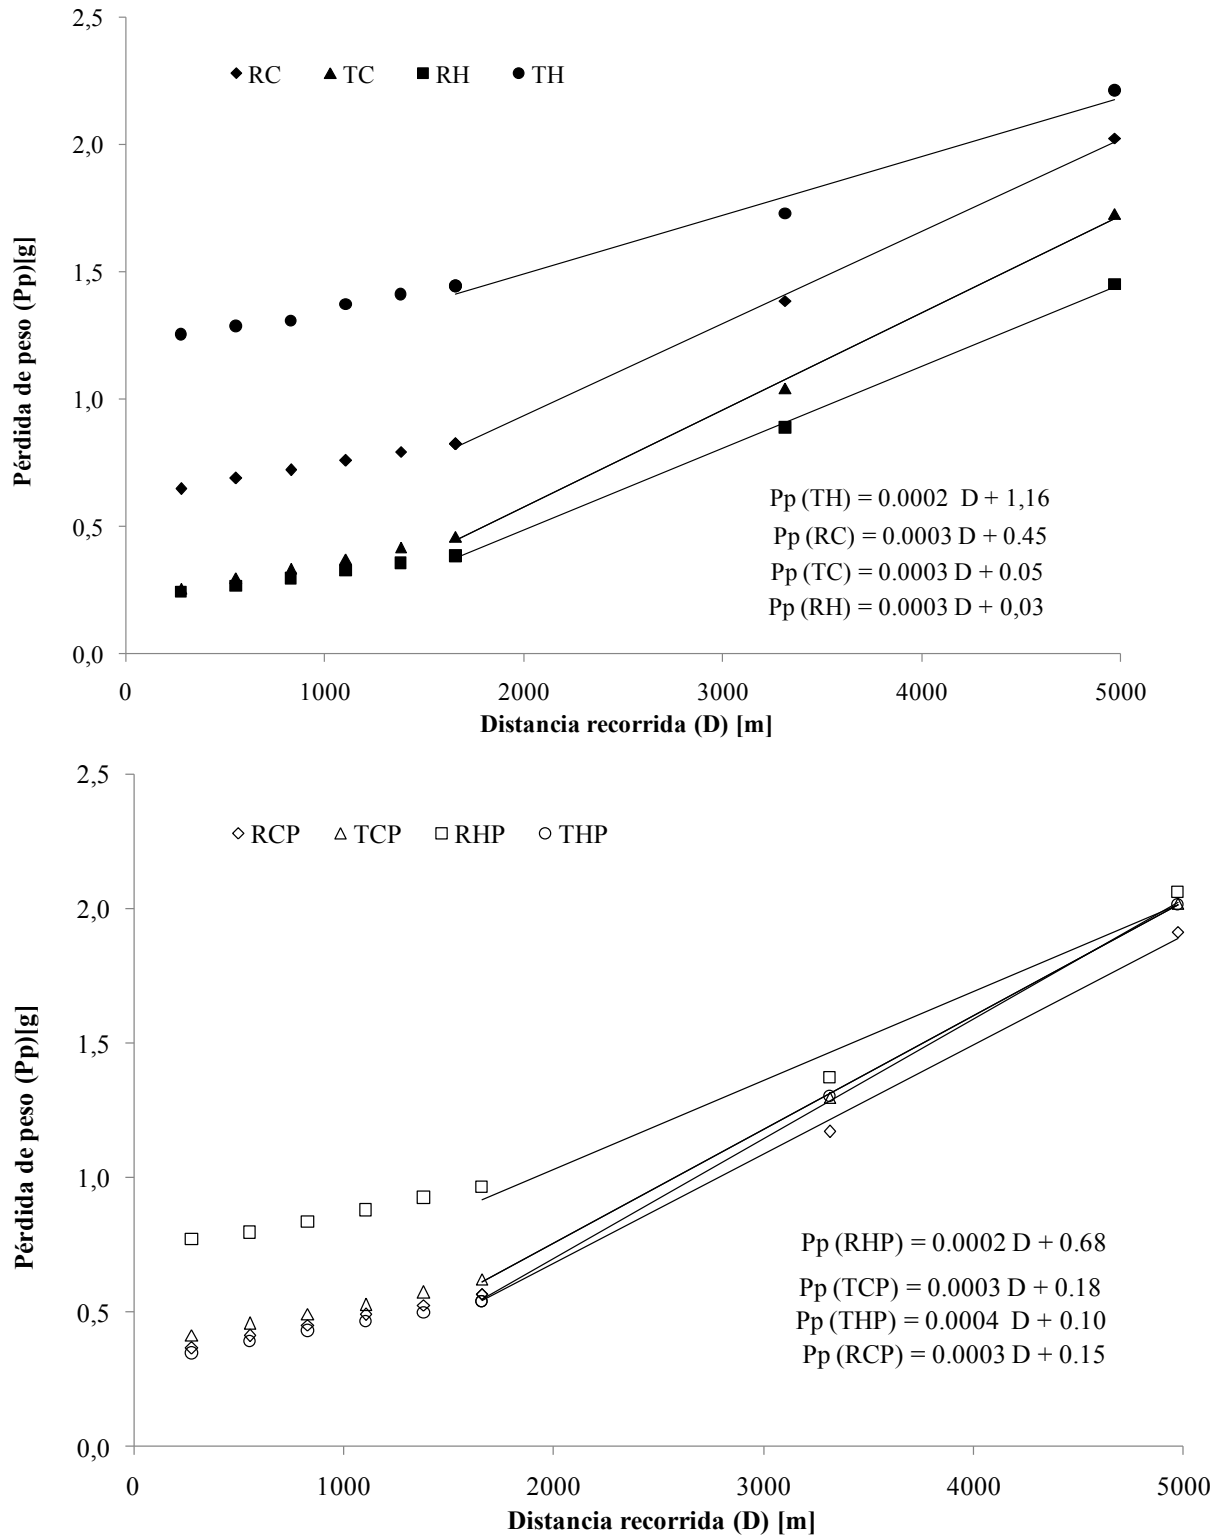 2,5
RC TC RH TH
2,0
1,5
1,0
0,5
0,0
Pérdida de peso (Pp)[g]
Pp (TH) = 0.0002 D + 1,16
Pp (RC) = 0.0003 D + 0.45
Pp (TC) = 0.0003 D + 0.05
Pp (RH) = 0.0003 D + 0,03
0 1000 2000 3000 4000 5000
Distancia recorrida (D) [m]
2,5
RCP TCP RHP THP
2,0
1,5
1,0
0,5
0,0
Pérdida de peso (Pp)[g]
Pp (RHP) = 0.0002 D + 0.68
Pp (TCP) = 0.0003 D + 0.18
Pp (THP) = 0.0004 D + 0.10
Pp (RCP) = 0.0003 D + 0.15
0 1000 2000 3000 4000 5000
Distancia recorrida (D) [m]